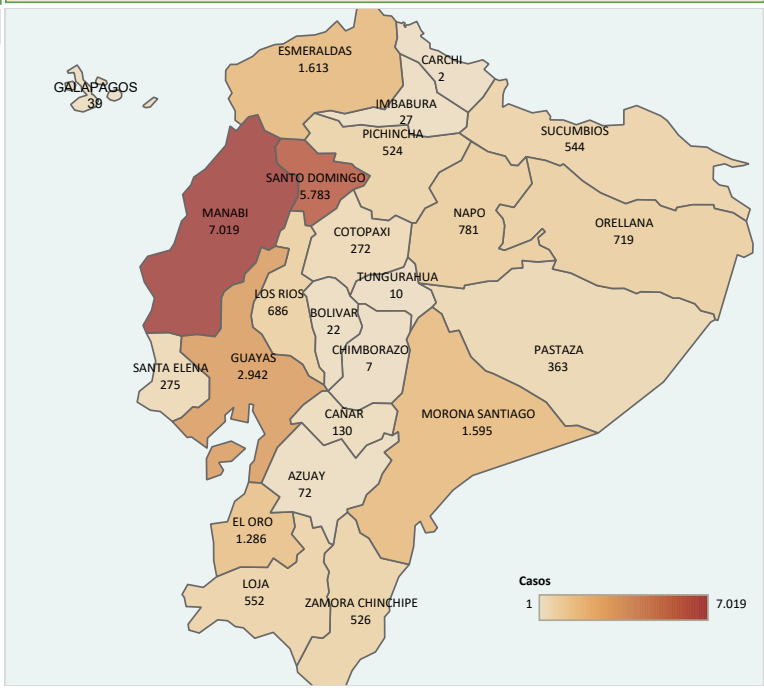 ESMERALDAS
1.613
CARCHI
2
GALAPAGOS
39
IMBABURA
27
PICHINCHA
524
SUCUMBIOS
544
SANTO DOMINGO
5.783
MANABI
7.019
NAPO
781
ORELLANA
719
COTOPAXI
272
TUNGURAHUA
10
LOS RIOS
686
BOLIVAR
22
CHIMBORAZO
7
PASTAZA
363
SANTA ELENA
275
GUAYAS
2.942
CAÑAR
130
MORONA SANTIAGO
1.595
AZUAY
72
EL ORO
1.286
LOJA
552
ZAMORA CHINCHIPE
526
Casos
1 7.019